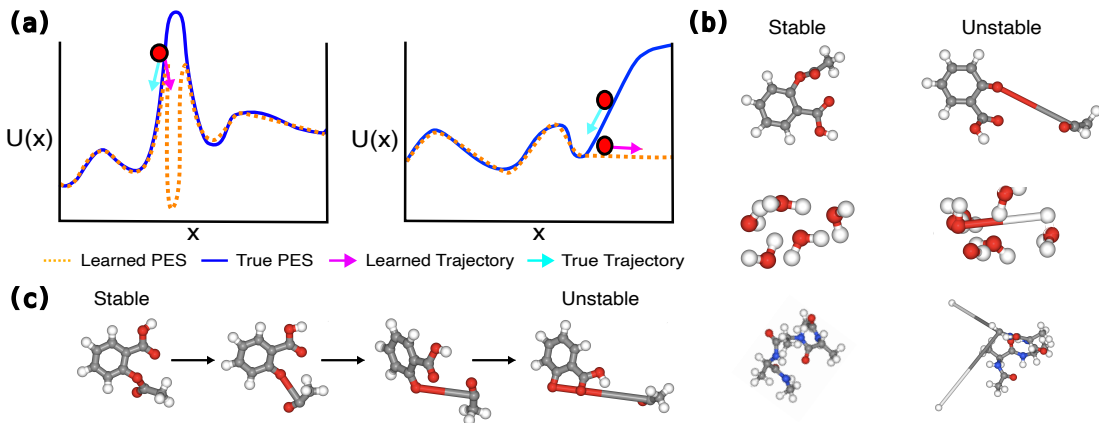 (a)
U(x)
x
U(x)
x
Learned PES
True PES
Learned Trajectory
True Trajectory
(b)
Stable
Unstable
(c)
Stable
Unstable